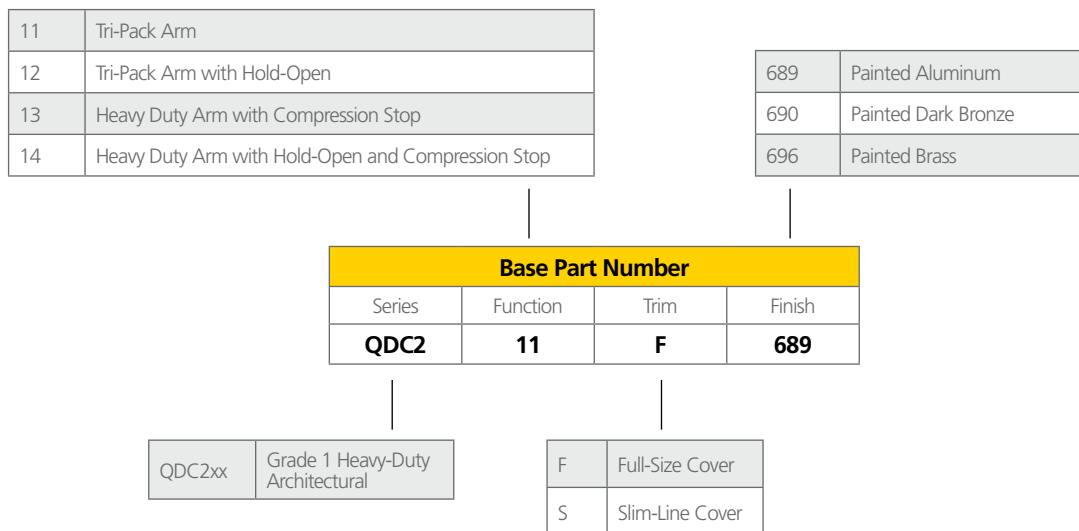 11 Tri-Pack Arm
12 Tri-Pack Arm with Hold-Open
13 Heavy Duty Arm with Compression Stop
14 Heavy Duty Arm with Hold-Open and Compression Stop
689 Painted Aluminum
690 Painted Dark Bronze
696 Painted Brass
Base Part Number
Series Function Trim Finish
QDC2 11 F 689
QDC2xx Grade 1 Heavy-Duty
Architectural
F Full-Size Cover
S Slim-Line Cover